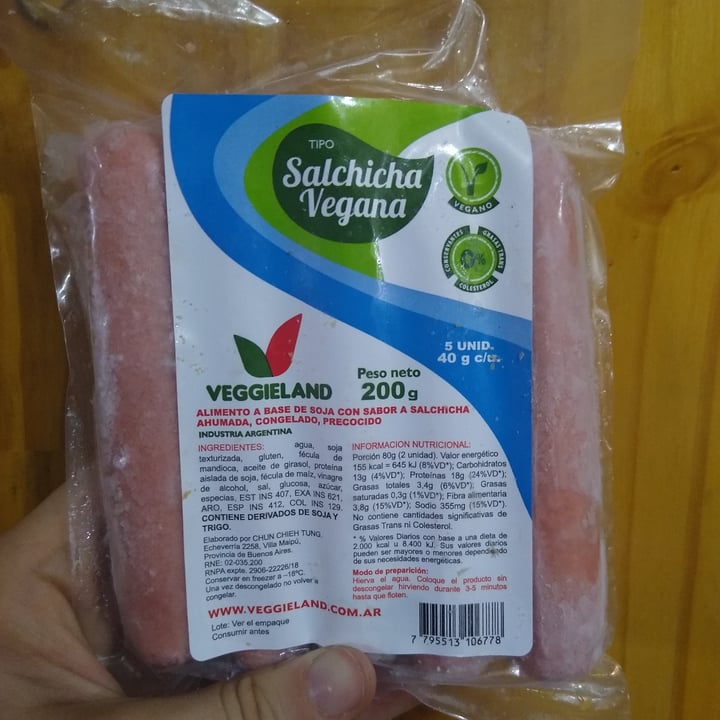 TIPO
Salchicha
Vegana
VEGANO
CONSERVANTES
GRASAS TRANS
COLESTEROL
0%
5 UNID.
40 g c/u.
VEGGIELAND
Peso neto
200g
ALIMENTO A BASE DE SOJA CON SABOR A SALCHICHA
AHUMADA, CONGELADO, PRECOCIDO
INDUSTRIA ARGENTINA
INGREDIENTES: agua, soja
texturizada, gluten, fécula de
mandioca, aceite de girasol, proteína
aislada de soja, fécula de maíz, vinagre
de alcohol, sal, glucosa, azúcar,
especias, EST INS 407, EXA INS 621,
ARO, ESP INS 412, COL INS 129.
CONTIENE DERIVADOS DE SOJA Y
TRIGO.
Elaborado por CHUN CHIEH TUNG.
Echeverría 2258, Villa Maipú,
Provincia de Buenos Aires.
RNE: 02-035.200
RNPA expte. 2906-22226/18
Conservar en freezer a –18ºC.
Una vez descongelado no volver a
congelar.
INFORMACION NUTRICIONAL:
Porción 80g (2 unidad). Valor energético
155 kcal = 645 kJ (8%VD*); Carbohidratos
13g (4%VD*); Proteínas 18g (24%VD*);
Grasas totales 3,4g (6%VD*); Grasas
saturadas 0,3g (1%VD*); Fibra alimentaria
3,8g (15%VD*); Sodio 355mg (15%VD*).
No contiene cantidades significativas de
Grasas Trans ni Colesterol.
* % Valores Diarios con base a una dieta de
2.000 kcal u 8.400 kJ. Sus valores diarios
pueden ser mayores o menores dependiendo
de sus necesidades energéticas.
Modo de preparación:
Hierva el agua. Coloque el producto sin
descongelar hirviendo durante 3-5 minutos
hasta que floten.
WWW.VEGGIELAND.COM.AR
Lote: Ver el empaque
Consumir antes
7 795513 106778